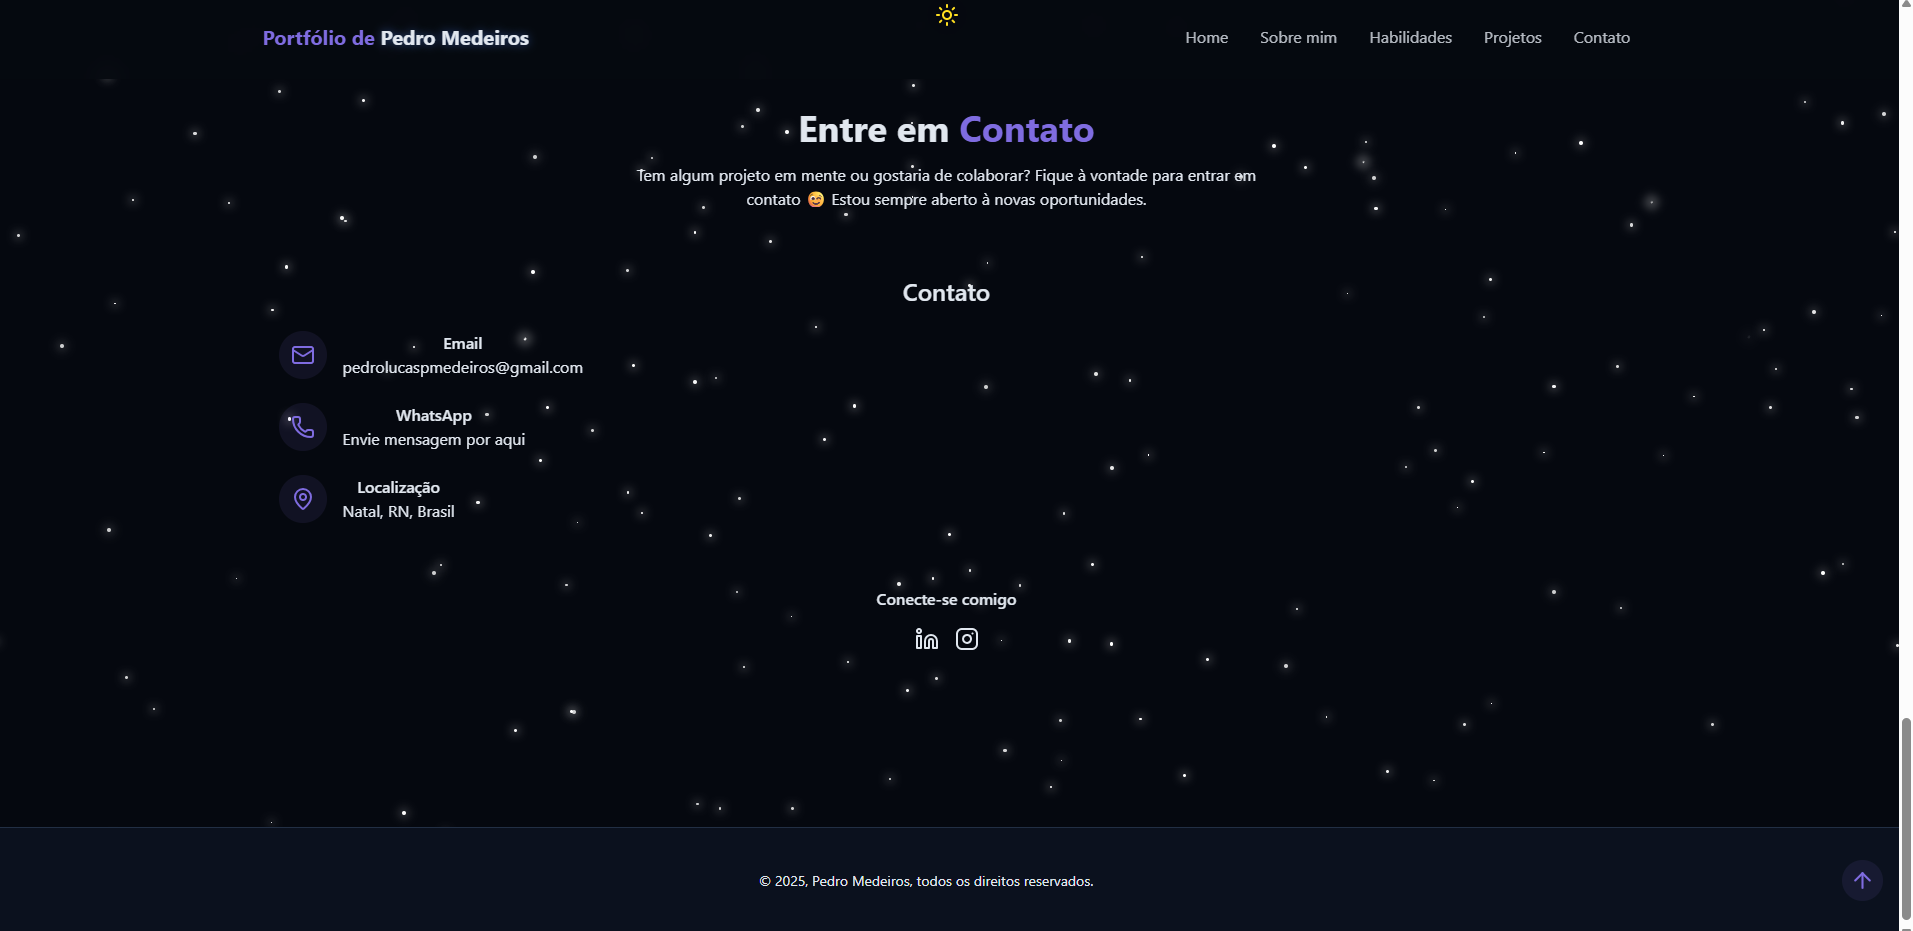 Portfólio de Pedro Medeiros
Home Sobre mim Habilidades Projetos Contato
Entre em Contato
Tem algum projeto em mente ou gostaria de colaborar? Fique à vontade para entrar em
contato 😉 Estou sempre aberto à novas oportunidades.
Contato
Email
pedrolucaspmedeiros@gmail.com
WhatsApp
Envie mensagem por aqui
Localização
Natal, RN, Brasil
Conecte-se comigo
© 2025, Pedro Medeiros, todos os direitos reservados.